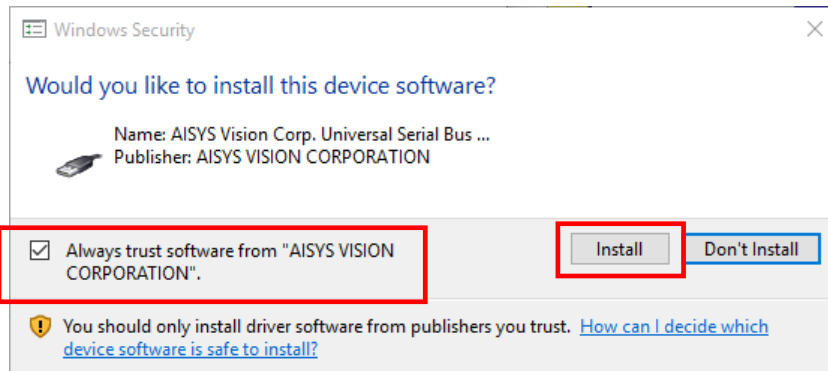 Windows Security
Would you like to install this device software?
Name: AISYS Vision Corp. Universal Serial Bus ...
Publisher: AISYS VISION CORPORATION
Always trust software from "AISYS VISION
CORPORATION".
Install
Don't Install
You should only install driver software from publishers you trust. How can I decide which
device software is safe to install?